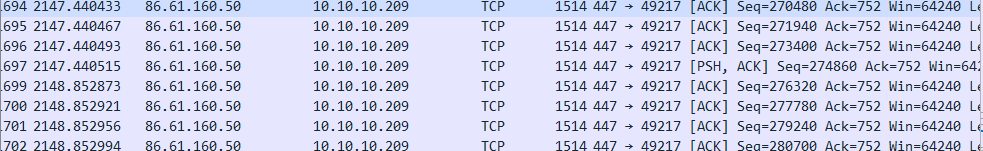 1694 2147.440433 86.61.160.50 10.10.10.209 TCP 1514 447 → 49217 [ACK] Seq=270480 Ack=752 Win=64240 Le
1695 2147.440467 86.61.160.50 10.10.10.209 TCP 1514 447 → 49217 [ACK] Seq=271940 Ack=752 Win=64240 Le
1696 2147.440493 86.61.160.50 10.10.10.209 TCP 1514 447 → 49217 [ACK] Seq=273400 Ack=752 Win=64240 Le
1697 2147.440515 86.61.160.50 10.10.10.209 TCP 1514 447 → 49217 [PSH, ACK] Seq=274860 Ack=752 Win=642
1699 2148.852873 86.61.160.50 10.10.10.209 TCP 1514 447 → 49217 [ACK] Seq=276320 Ack=752 Win=64240 Le
1700 2148.852921 86.61.160.50 10.10.10.209 TCP 1514 447 → 49217 [ACK] Seq=277780 Ack=752 Win=64240 Le
1701 2148.852956 86.61.160.50 10.10.10.209 TCP 1514 447 → 49217 [ACK] Seq=279240 Ack=752 Win=64240 Le
1702 2148.852994 86.61.160.50 10.10.10.209 TCP 1514 447 → 49217 [ACK] Seq=280700 Ack=752 Win=64240 Le